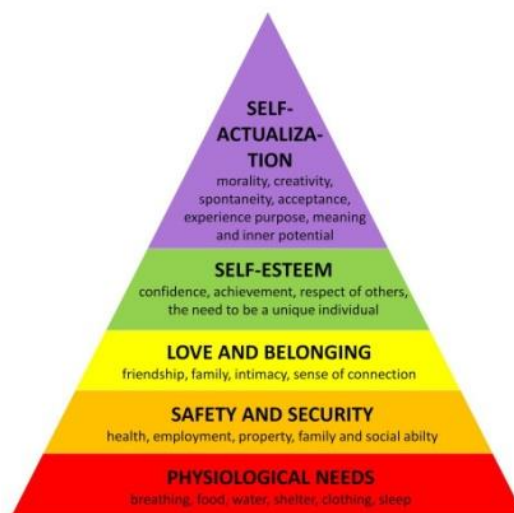 SELF-
ACTUALIZA-
TION
morality, creativity,
spontaneity, acceptance,
experience purpose, meaning
and inner potential
SELF-ESTEEM
confidence, achievement, respect of others,
the need to be a unique individual
LOVE AND BELONGING
friendship, family, intimacy, sense of connection
SAFETY AND SECURITY
health, employment, property, family and social abilty
PHYSIOLOGICAL NEEDS
breathing, food, water, shelter, clothing, sleep